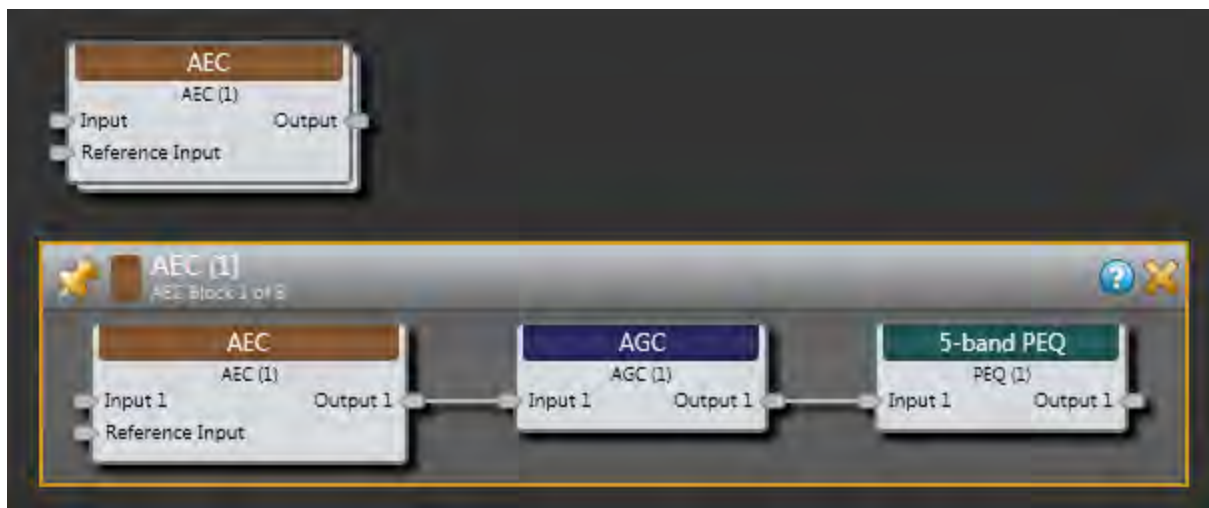 AEC
AEC (1)
Input Output
Reference Input
AEC (1)
AEC Block 1 of 8
AEC AGC 5-band PEQ
AEC (1) AGC (1) PEQ (1)
Input 1 Output 1 Input 1 Output 1 Input 1 Output 1
Reference Input